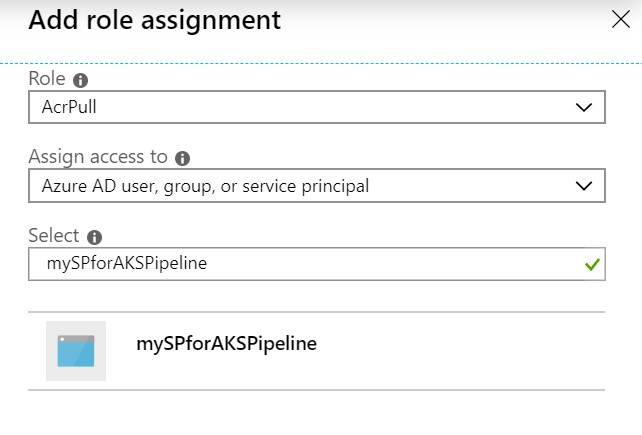 Add role assignment
Role
AcrPull
Assign access to
Azure AD user, group, or service principal
Select
mySPforAKSPipeline
mySPforAKSPipeline